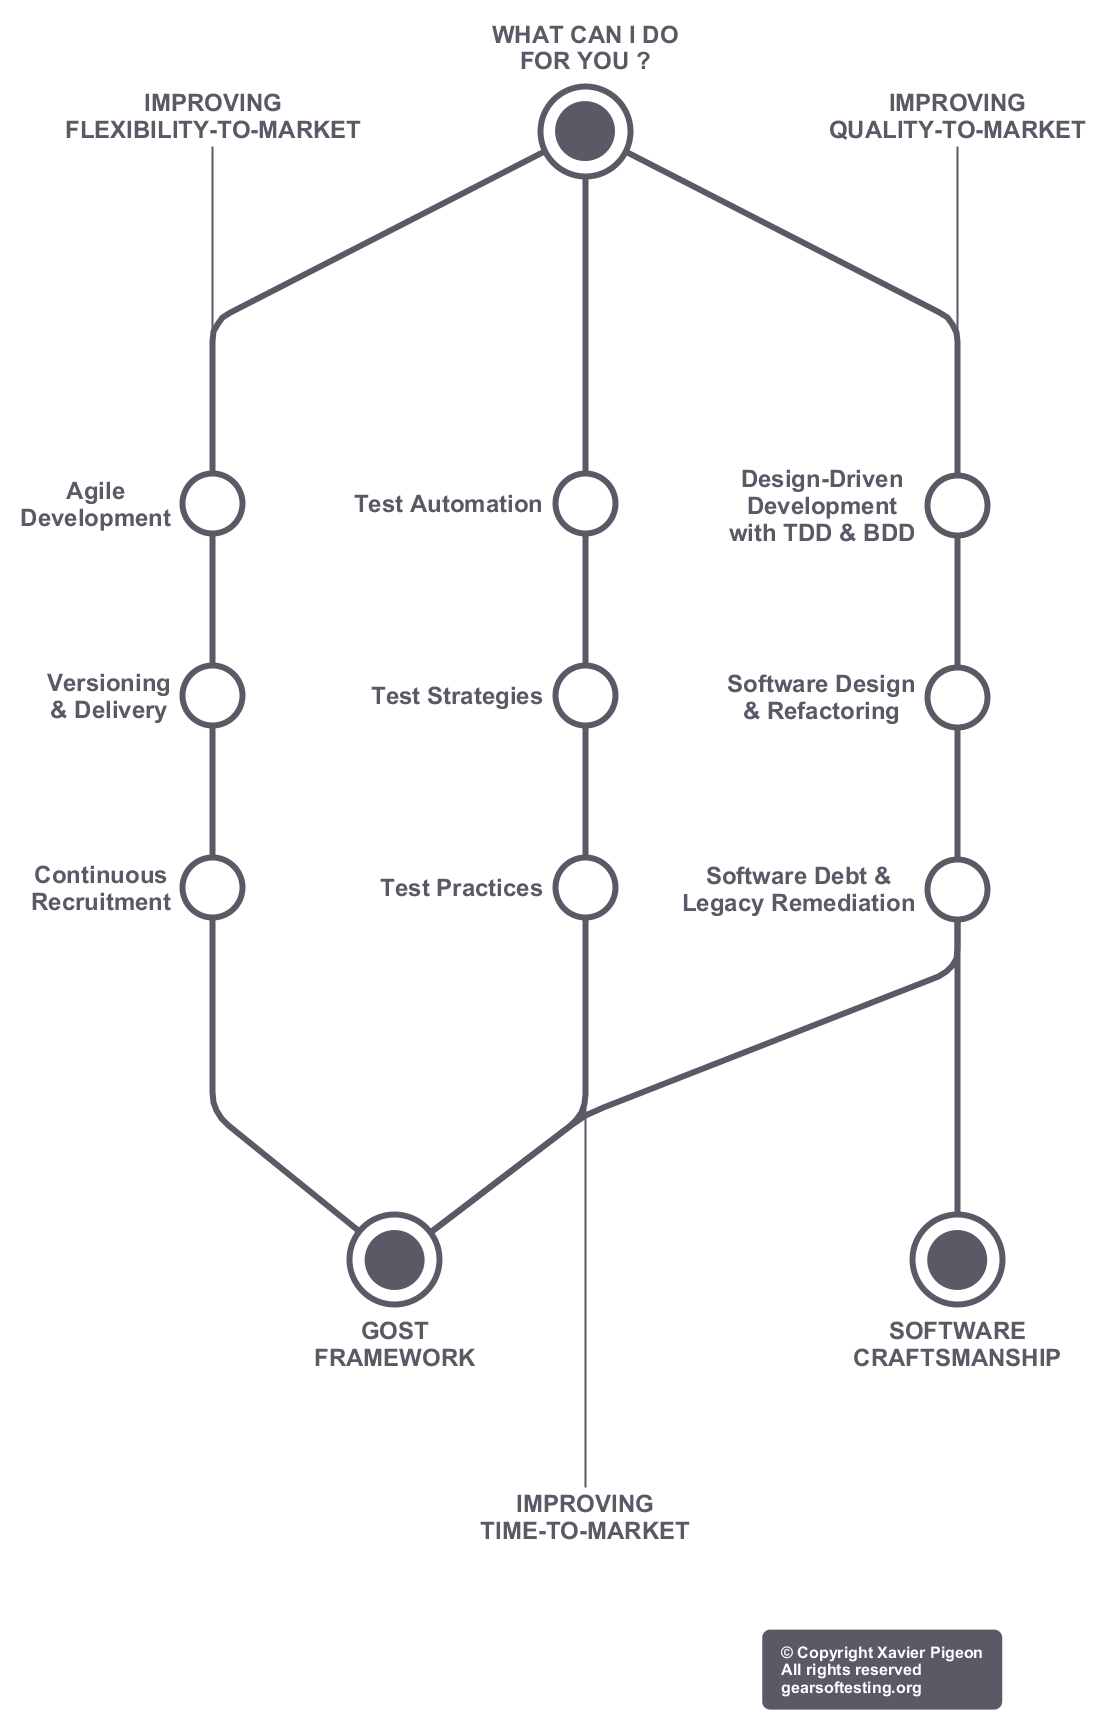 WHAT CAN I DO
FOR YOU ?
IMPROVING
FLEXIBILITY-TO-MARKET
IMPROVING
QUALITY-TO-MARKET
Agile
Development
Test Automation
Design-Driven
Development
with TDD & BDD
Versioning
& Delivery
Test Strategies
Software Design
& Refactoring
Continuous
Recruitment
Test Practices
Software Debt &
Legacy Remediation
GOST
FRAMEWORK
SOFTWARE
CRAFTSMANSHIP
IMPROVING
TIME-TO-MARKET
© Copyright Xavier Pigeon
All rights reserved
gearsoftesting.org